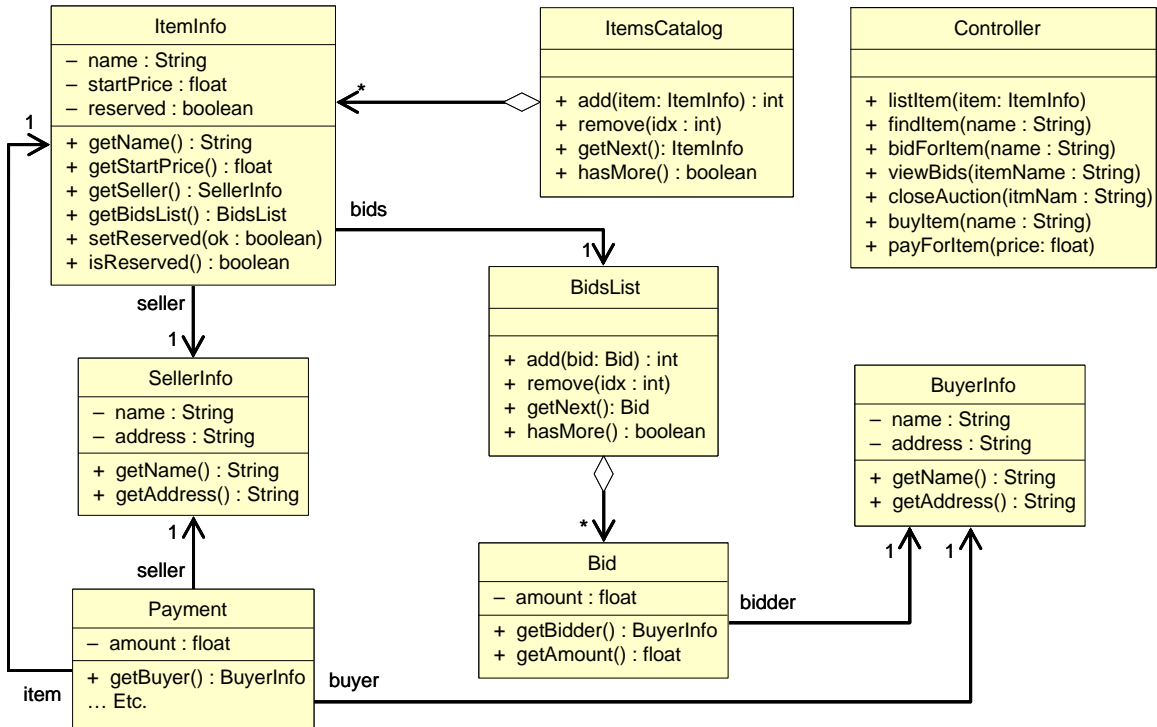 ItemInfo
– name : String
– startPrice : float
– reserved : boolean
+ getName() : String
+ getStartPrice() : float
+ getSeller() : SellerInfo
+ getBidsList() : BidsList
+ setReserved(ok : boolean)
+ isReserved() : boolean
ItemsCatalog
+ add(item: ItemInfo) : int
+ remove(idx : int)
+ getNext(): ItemInfo
+ hasMore() : boolean
Controller
+ listItem(item: ItemInfo)
+ findItem(name : String)
+ bidForItem(name : String)
+ viewBids(itemName : String)
+ closeAuction(itmNam : String)
+ buyItem(name : String)
+ payForItem(price: float)
*
1
bids
1
seller
1
BidsList
+ add(bid: Bid) : int
+ remove(idx : int)
+ getNext(): Bid
+ hasMore() : boolean
SellerInfo
– name : String
– address : String
+ getName() : String
+ getAddress() : String
BuyerInfo
– name : String
– address : String
+ getName() : String
+ getAddress() : String
1
seller
*
1
1
Bid
– amount : float
+ getBidder() : BuyerInfo
+ getAmount() : float
bidder
Payment
– amount : float
+ getBuyer() : BuyerInfo
... Etc.
item
buyer